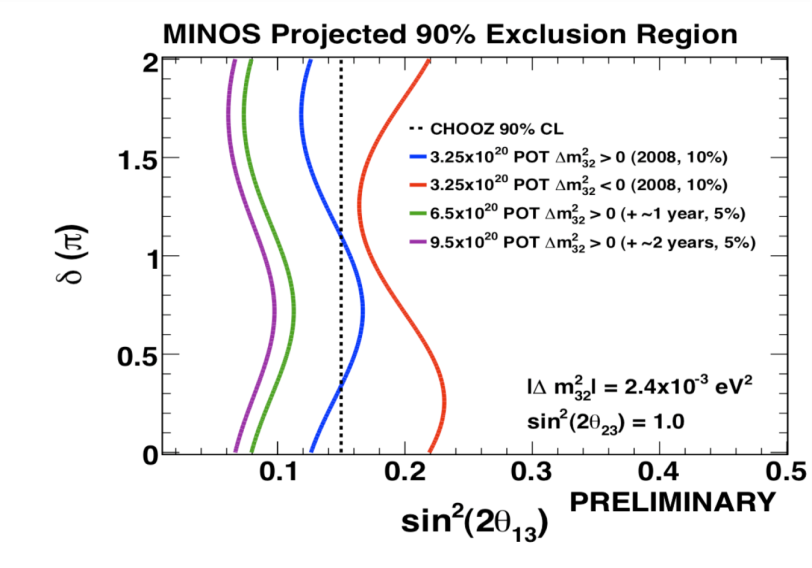 MINOS Projected 90% Exclusion Region
2
1.5
1
0.5
0
δ (π)
CHOOZ 90% CL
3.25x10²⁰ POT Δm²₃₂ > 0 (2008, 10%)
3.25x10²⁰ POT Δm²₃₂ < 0 (2008, 10%)
6.5x10²⁰ POT Δm²₃₂ > 0 (+ ~1 year, 5%)
9.5x10²⁰ POT Δm²₃₂ > 0 (+ ~2 years, 5%)
|Δ m²₃₂| = 2.4x10⁻³ eV²
sin²(2θ₂₃) = 1.0
0.1 0.2 0.3 0.4 0.5
PRELIMINARY
sin²(2θ₁₃)